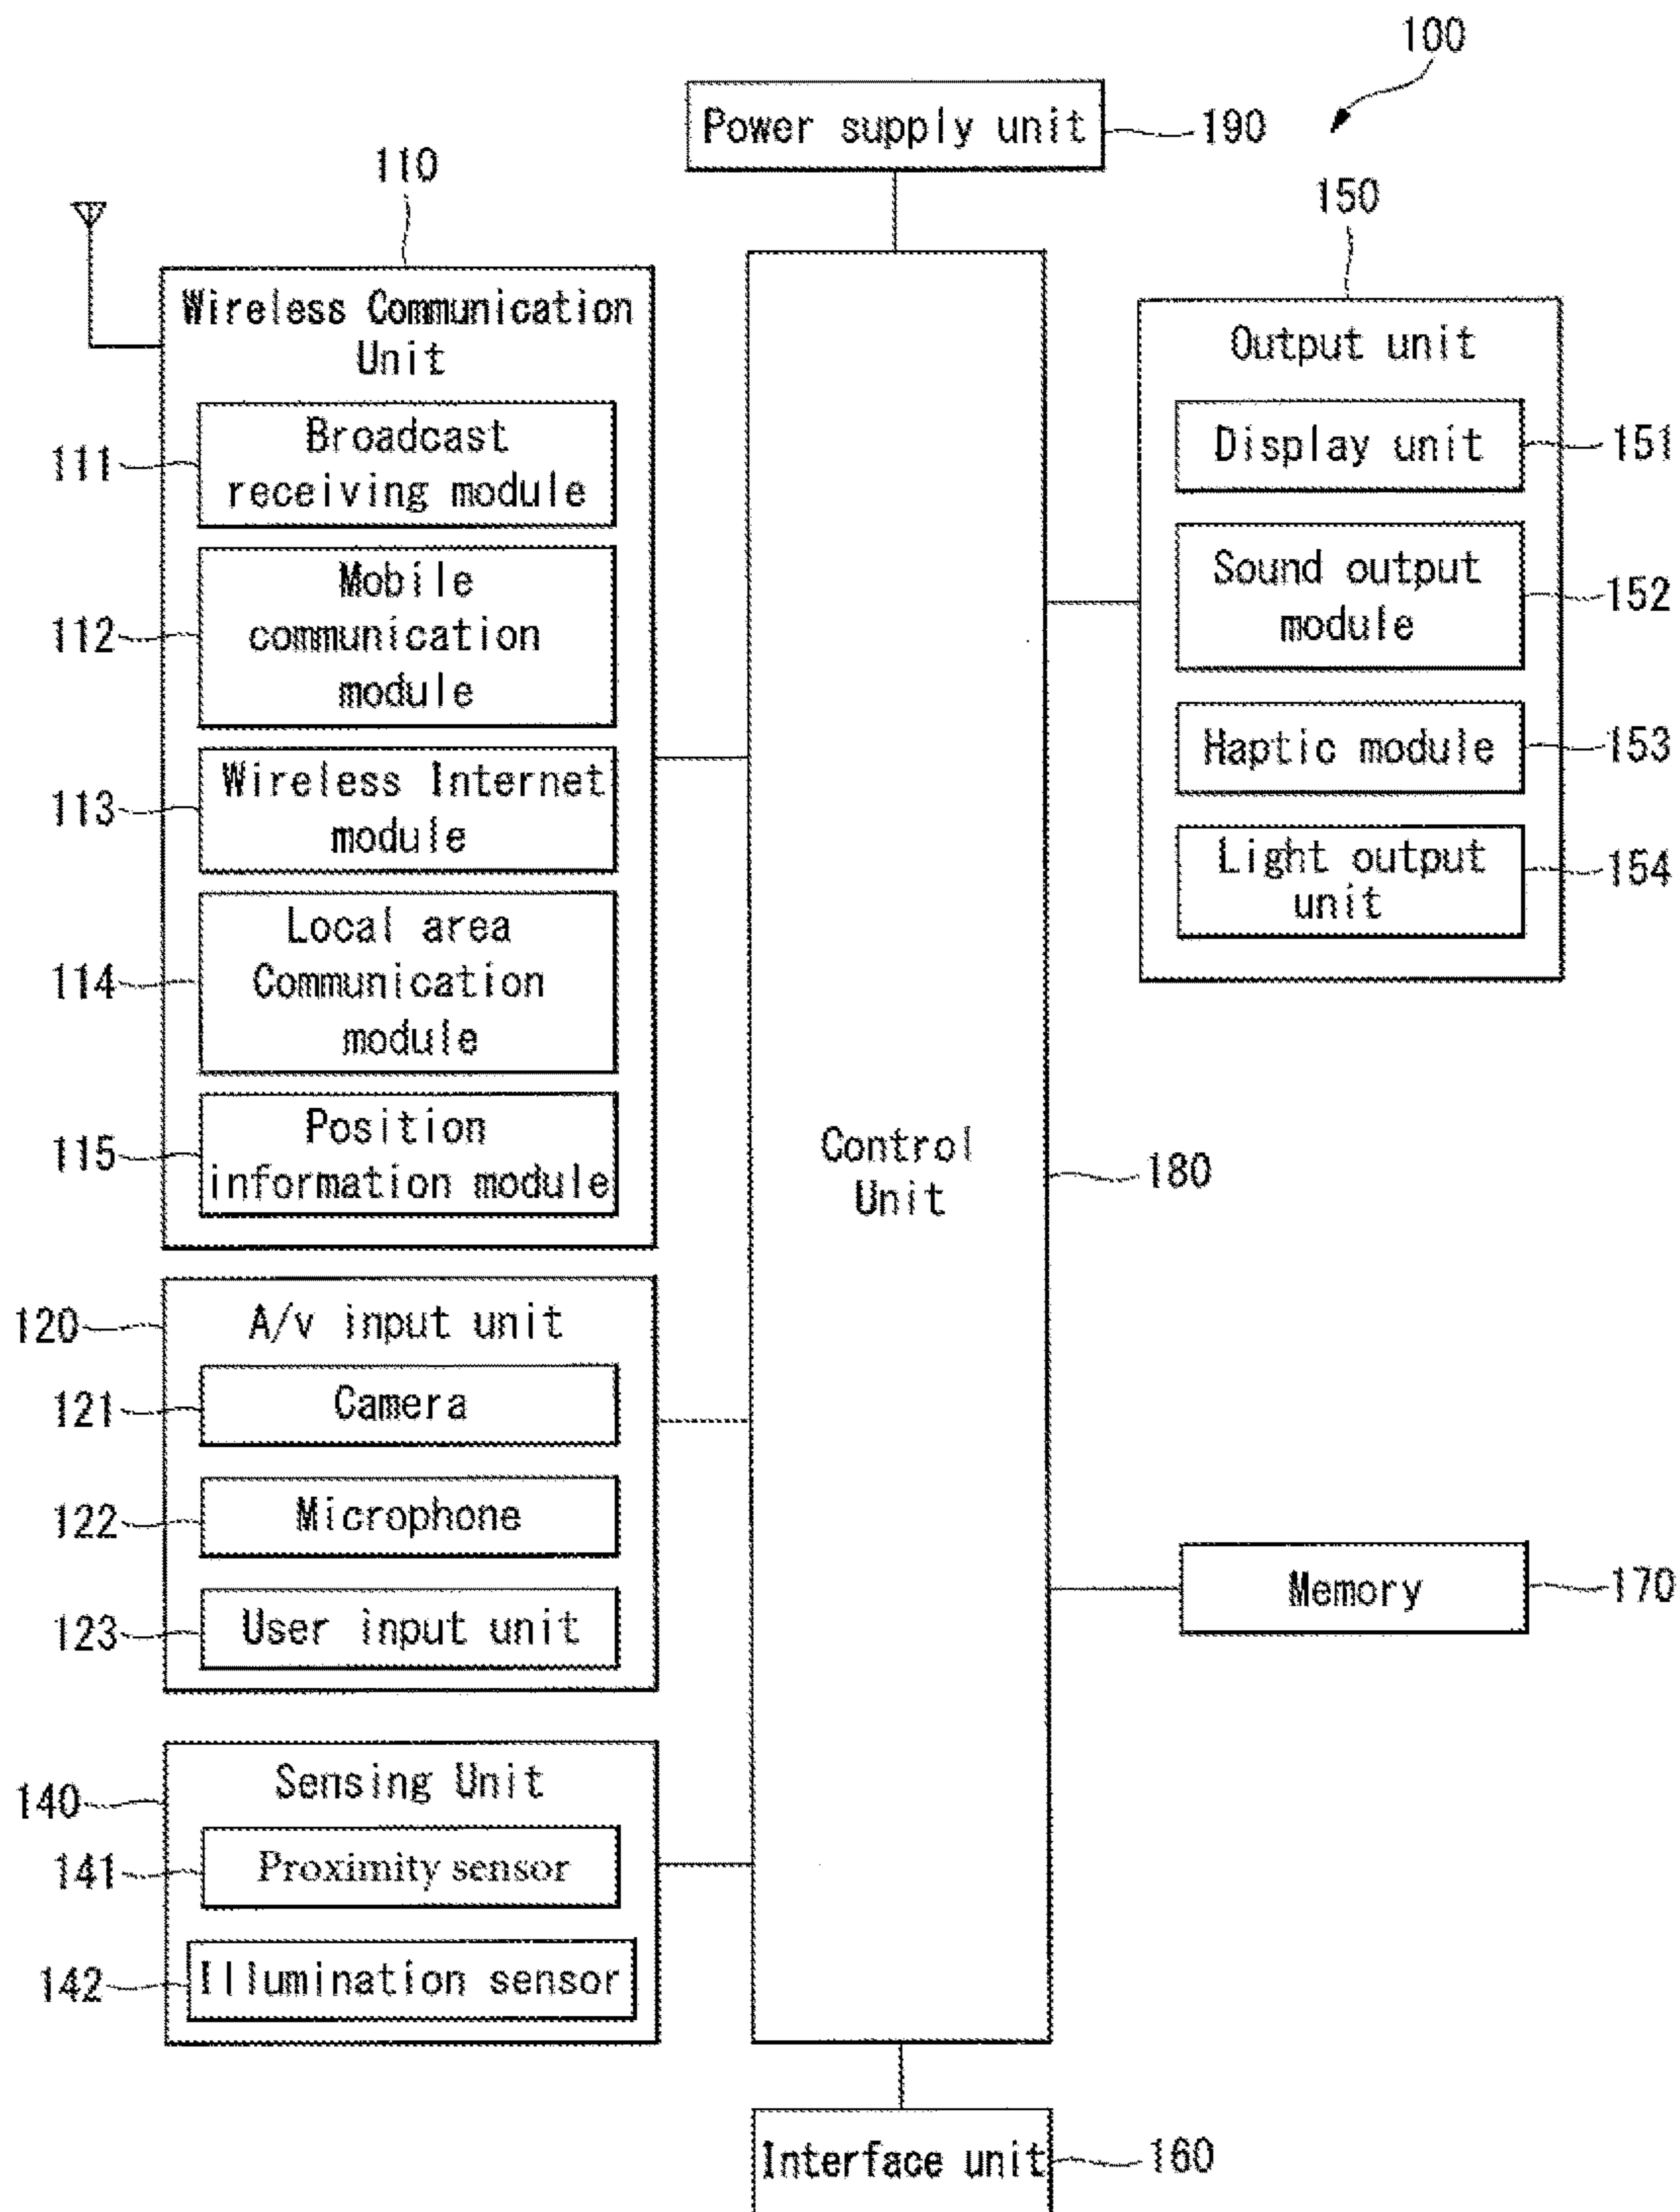 100
Power supply unit
190
110
150
Wireless Communication
Unit
Output unit
111
Broadcast
receiving module
Display unit
151
112
Mobile
communication
module
Sound output
module
152
113
Wireless Internet
module
Haptic module
153
Light output
unit
154
114
Local area
Communication
module
115
Position
information module
Control
Unit
180
120
A/v input unit
121
Camera
122
Microphone
123
User input unit
Memory
170
140
Sensing Unit
141
Proximity sensor
142
Illumination sensor
Interface unit
160